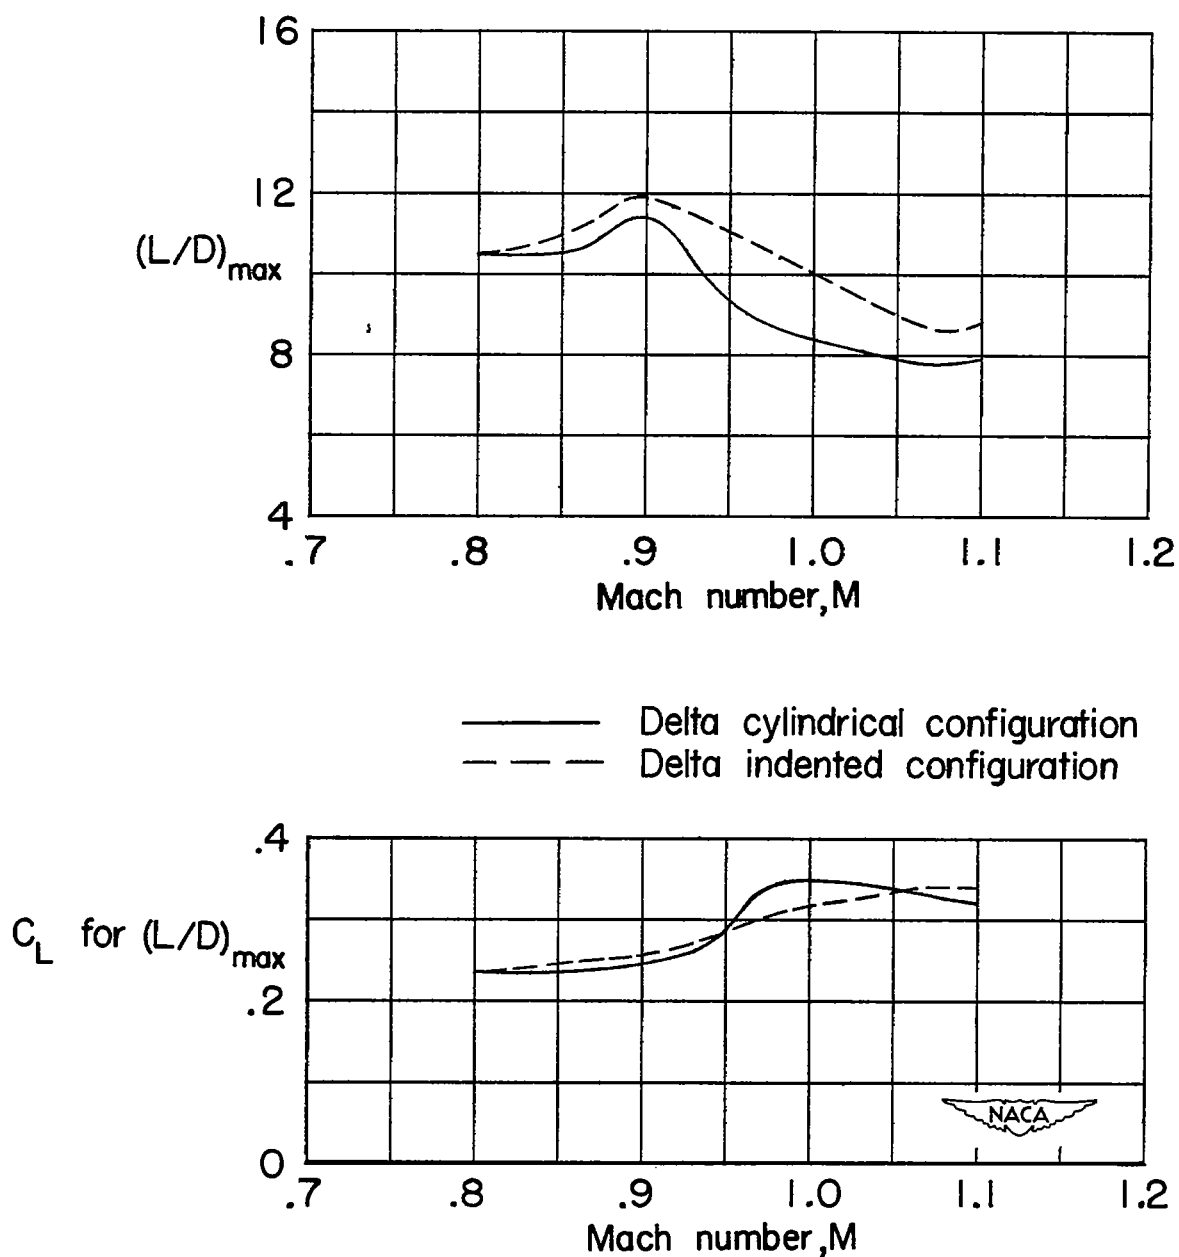 16
12
(L/D)max
8
4
.7 .8 .9 1.0 1.1 1.2
Mach number, M
Delta cylindrical configuration
Delta indented configuration
.4
CL for (L/D)max
.2
NACA
0
.7 .8 .9 1.0 1.1 1.2
Mach number, M